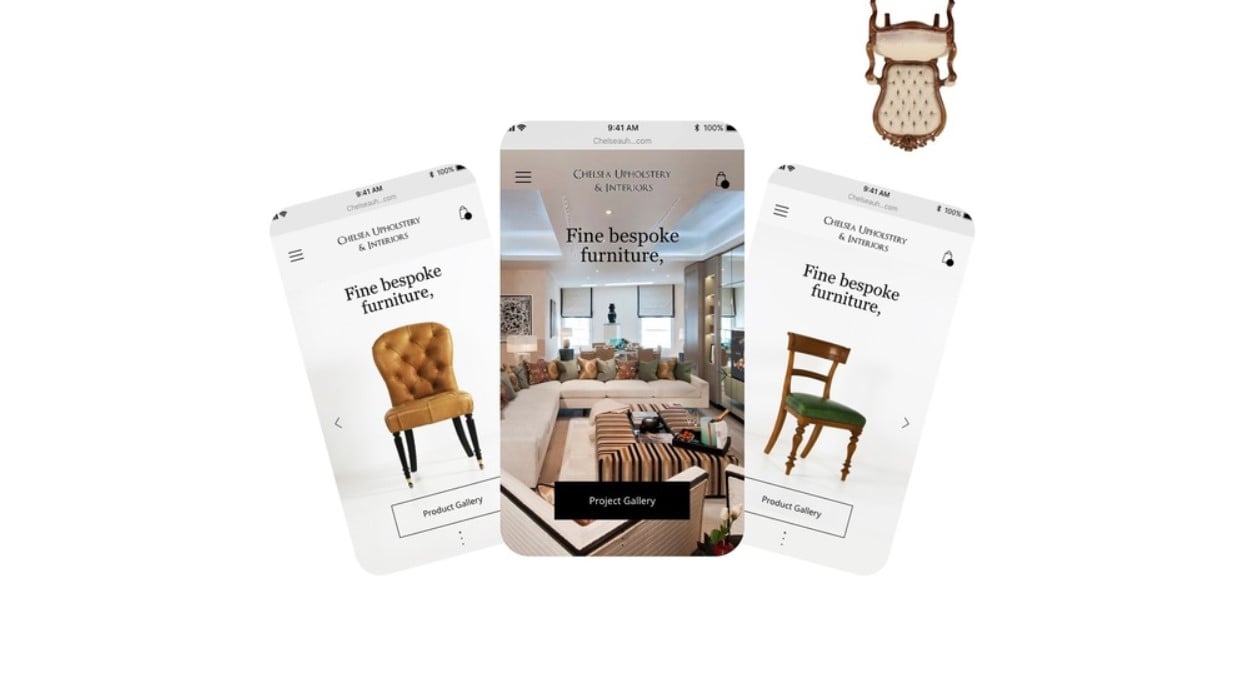 9:41 AM
100%
Chelseauh...com
CHELSEA UPHOLSTERY
& INTERIORS
Fine bespoke
furniture,
Product Gallery
9:41 AM
100%
Chelseauh...com
CHELSEA UPHOLSTERY
& INTERIORS
Fine bespoke
furniture,
Project Gallery
9:41 AM
100%
Chelseauh...com
CHELSEA UPHOLSTERY
& INTERIORS
Fine bespoke
furniture,
Product Gallery